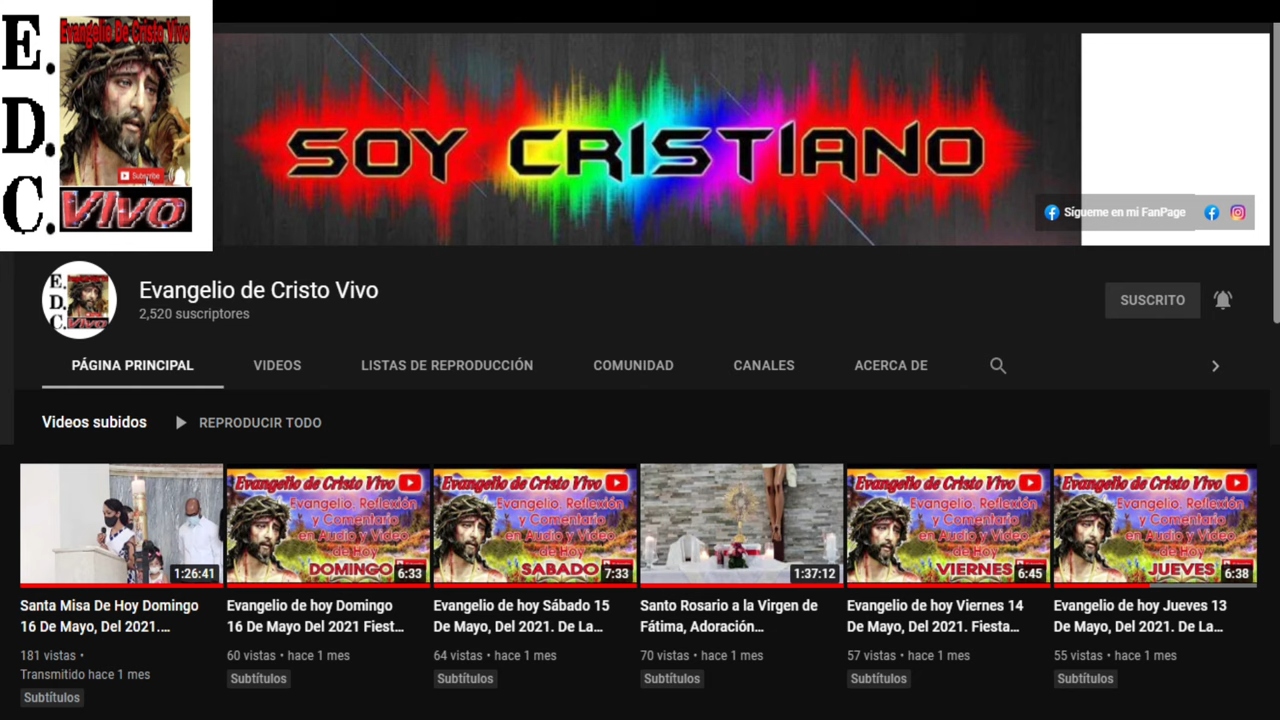 E.
D.
C.
Evangelio De Cristo Vivo
Subscribe
Vivo
SOY CRISTIANO
Sígueme en mi FanPage
E.
D.
C.
Vivo
Evangelio de Cristo Vivo
2,520 suscriptores
SUSCRITO
PÁGINA PRINCIPAL VIDEOS LISTAS DE REPRODUCCIÓN COMUNIDAD CANALES ACERCA DE
Videos subidos REPRODUCIR TODO
1:26:41
Santa Misa De Hoy Domingo
16 De Mayo, Del 2021....
181 vistas •
Transmitido hace 1 mes
Subtítulos
Evangelio de Cristo Vivo
Evangelio, Reflexión
y Comentario
en Audio y Video
de Hoy
DOMINGO 6:33
Evangelio de hoy Domingo
16 De Mayo Del 2021 Fiest...
60 vistas • hace 1 mes
Subtítulos
Evangelio de Cristo Vivo
Evangelio, Reflexión
y Comentario
en Audio y Video
de Hoy
SABADO 7:33
Evangelio de hoy Sábado 15
De Mayo, Del 2021. De La...
64 vistas • hace 1 mes
Subtítulos
1:37:12
Santo Rosario a la Virgen de
Fátima, Adoración...
70 vistas • hace 1 mes
Subtítulos
Evangelio de Cristo Vivo
Evangelio, Reflexión
y Comentario
en Audio y Video
de Hoy
VIERNES 6:45
Evangelio de hoy Viernes 14
De Mayo, Del 2021. Fiesta...
57 vistas • hace 1 mes
Subtítulos
Evangelio de Cristo Vivo
Evangelio, Reflexión
y Comentario
en Audio y Video
de Hoy
JUEVES 6:38
Evangelio de hoy Jueves 13
De Mayo, Del 2021. De La...
55 vistas • hace 1 mes
Subtítulos